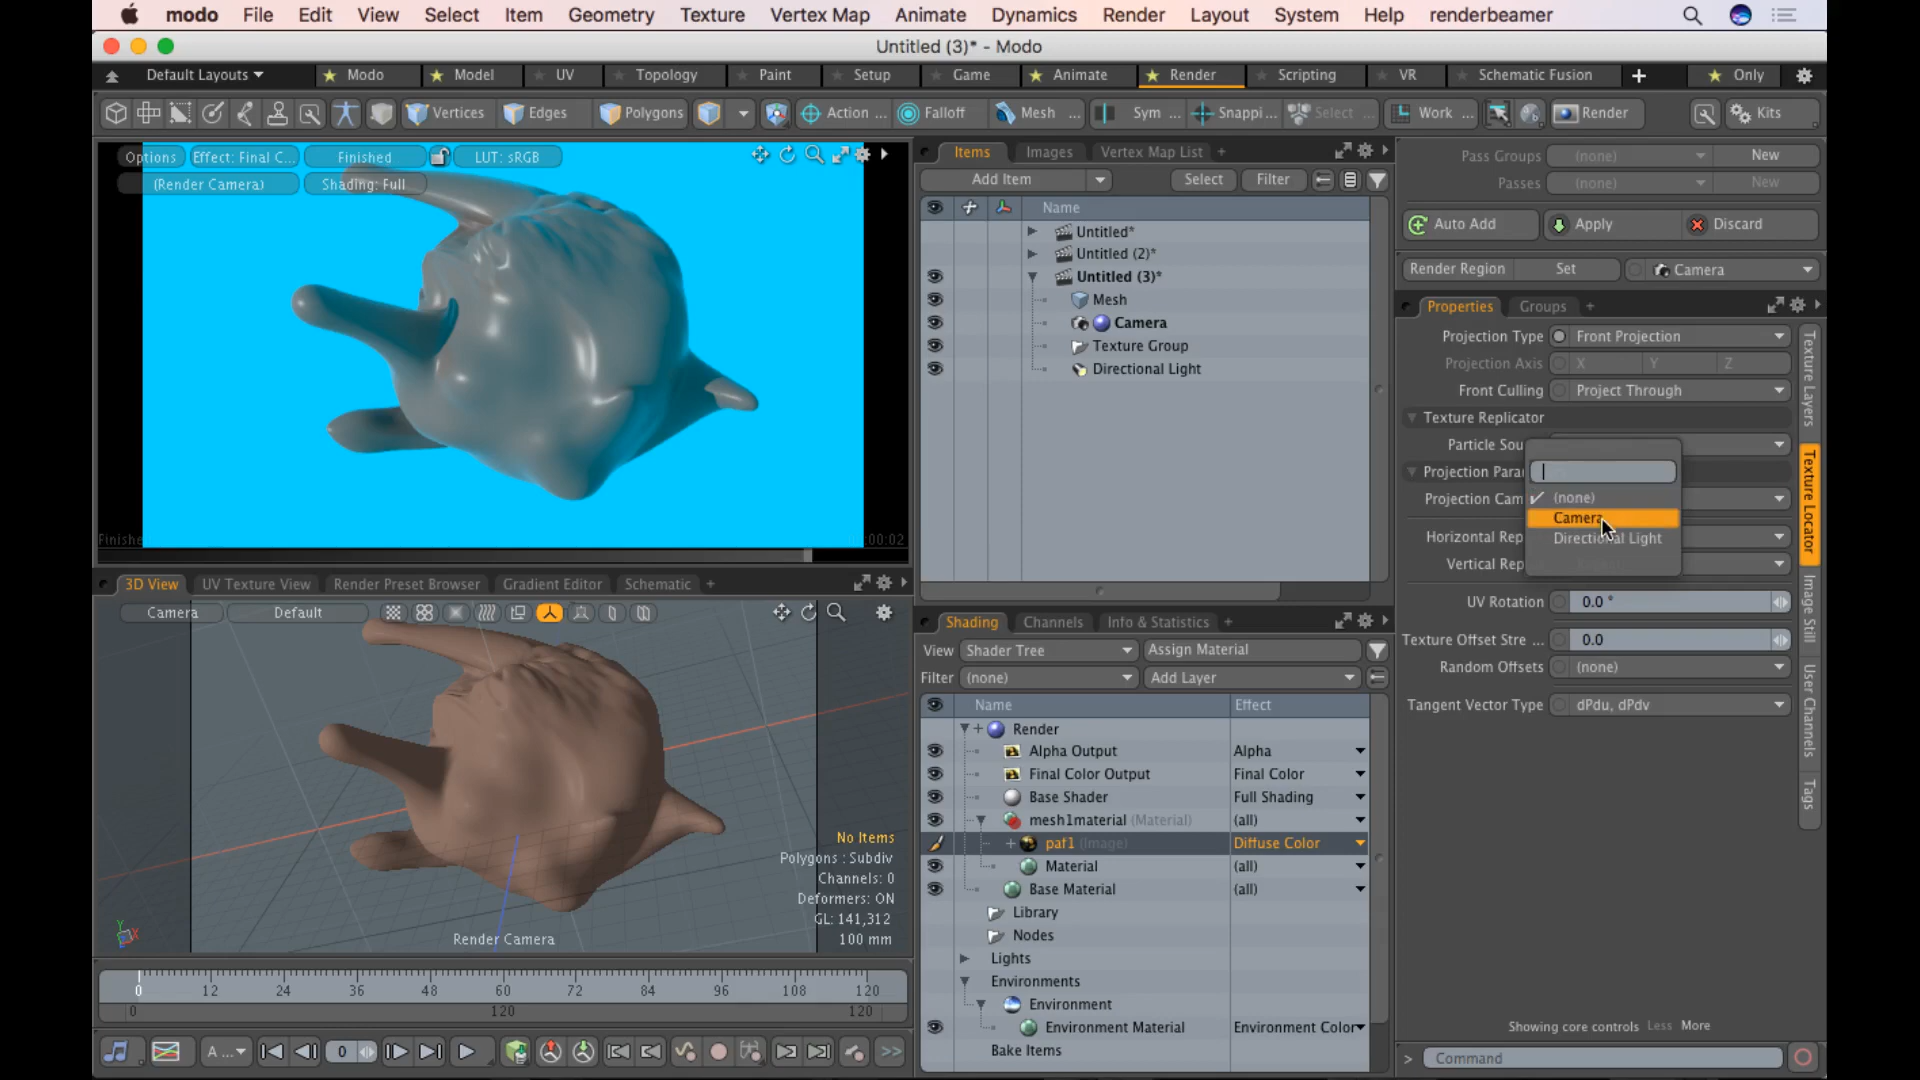 modo File Edit View Select Item Geometry Texture Vertex Map Animate Dynamics Render Layout System Help renderbeamer
Untitled (3)* - Modo
Default Layouts Modo Model UV Topology Paint Setup Game Animate Render Scripting VR Schematic Fusion + Only
Vertices Edges Polygons Action ... Falloff Mesh ... Sym ... Snappi... Select ... Work ... Render Kits
Options Effect: Final C... Finished LUT: sRGB
(Render Camera) Shading: Full
Finishe :00:02
Items Images Vertex Map List +
Add Item Select Filter
Name
Untitled*
Untitled (2)*
Untitled (3)*
Mesh
Camera
Texture Group
Directional Light
Pass Groups (none) New
Passes (none) New
Auto Add Apply Discard
Render Region Set Camera
Properties Groups +
Projection Type Front Projection
Projection Axis X Y Z
Front Culling Project Through
Texture Replicator
Particle Sou
Projection Para
Projection Cam (none)
Camera
Directional Light
Horizontal Rep
Vertical Rep
UV Rotation 0.0 °
Texture Offset Stre ... 0.0
Random Offsets (none)
Tangent Vector Type dPdu, dPdv
Texture Layers
Texture Locator
Image Still
User Channels
Tags
3D View UV Texture View Render Preset Browser Gradient Editor Schematic +
Camera Default
No Items
Polygons : Subdiv
Channels: 0
Deformers: ON
GL: 141,312
100 mm
Render Camera
Y X
Shading Channels Info & Statistics +
View Shader Tree Assign Material
Filter (none) Add Layer
Name Effect
Render
Alpha Output Alpha
Final Color Output Final Color
Base Shader Full Shading
mesh1material (Material) (all)
paf1 (Image) Diffuse Color
Material (all)
Base Material (all)
Library
Nodes
Lights
Environments
Environment
Environment Material Environment Color
Bake Items
0 12 24 36 48 60 72 84 96 108 120
0 120 120
A ... 0 >>
Showing core controls Less More
> Command